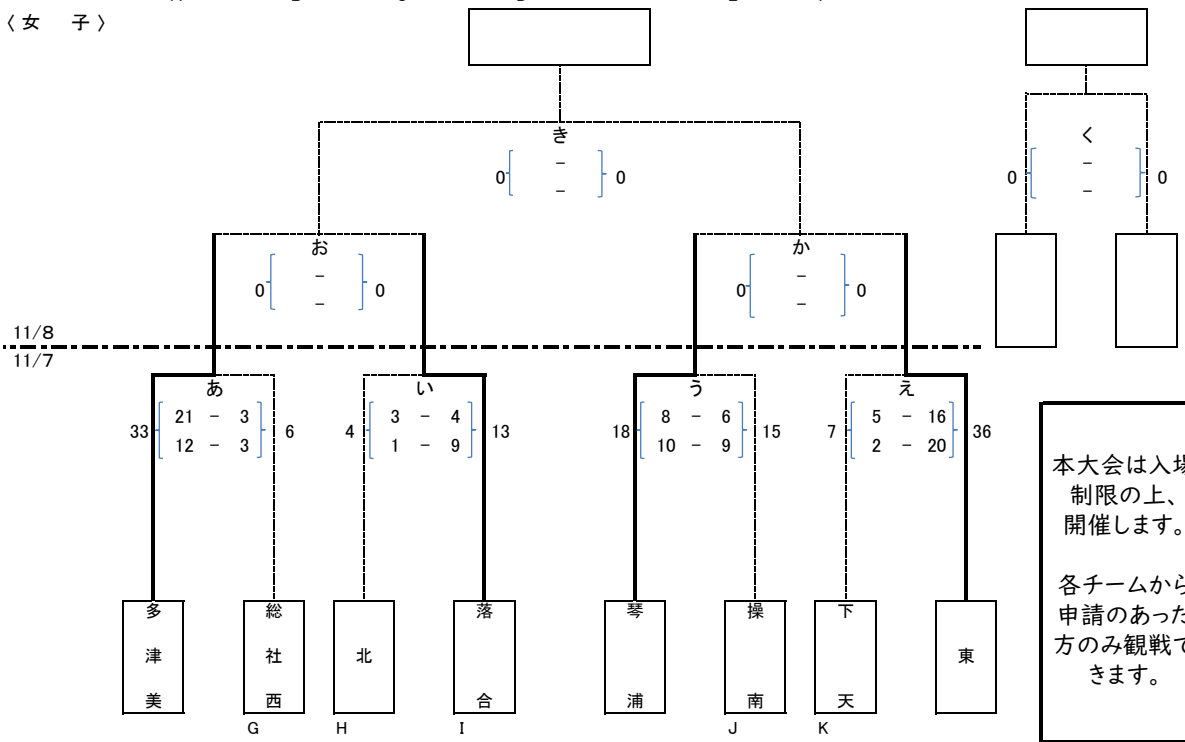 〈女　子〉
き
く
0 - 0
-
0 - 0
-
お
か
0 - 0
-
0 - 0
-
11/8
11/7
あ
い
う
え
33 21 - 3 6
12 - 3
4 3 - 4 13
1 - 9
18 8 - 6 15
10 - 9
7 5 - 16 36
2 - 20
本大会は入場
制限の上、
開催します。
各チームから
申請のあった
方のみ観戦で
きます。
多津美
総社西
北
落合
琴浦
操南
下天
東
G
H
I
J
K